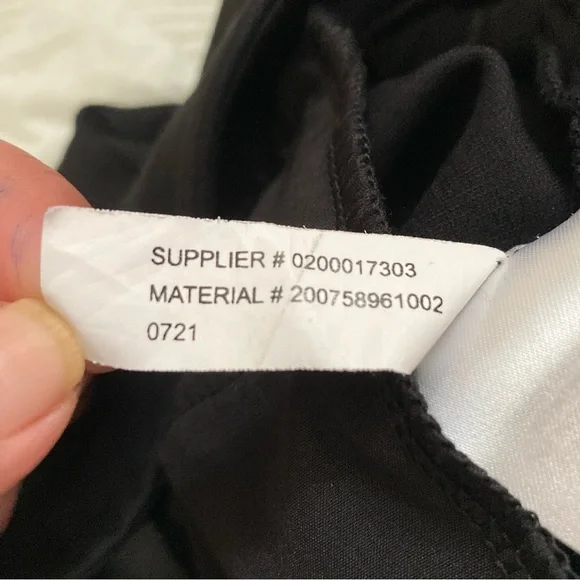 SUPPLIER # 0200017303
MATERIAL # 200758961002
0721